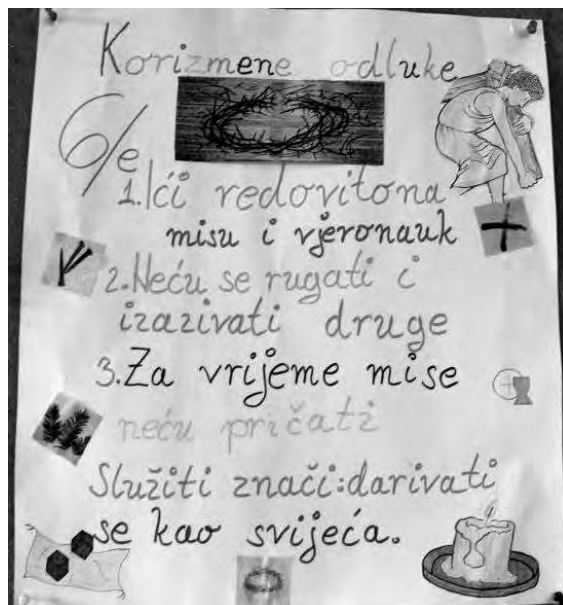 Korizmene odluke
6/e
1. Ići redovito na
misu i vjeronauk
2. Neću se rugati i
izazivati druge
3. Za vrijeme mise
neću pričati
Služiti znači: darivati
se kao svijeća.